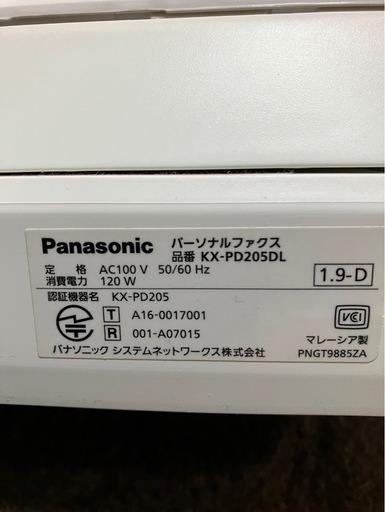 Panasonic パーソナルファクス
品番 KX-PD205DL
定 格 AC100 V 50/60 Hz
消費電力 120 W
1.9-D
認証機器名 KX-PD205
T A16-0017001
R 001-A07015
VCI
マレーシア製
パナソニック システムネットワークス株式会社
PNGT9885ZA